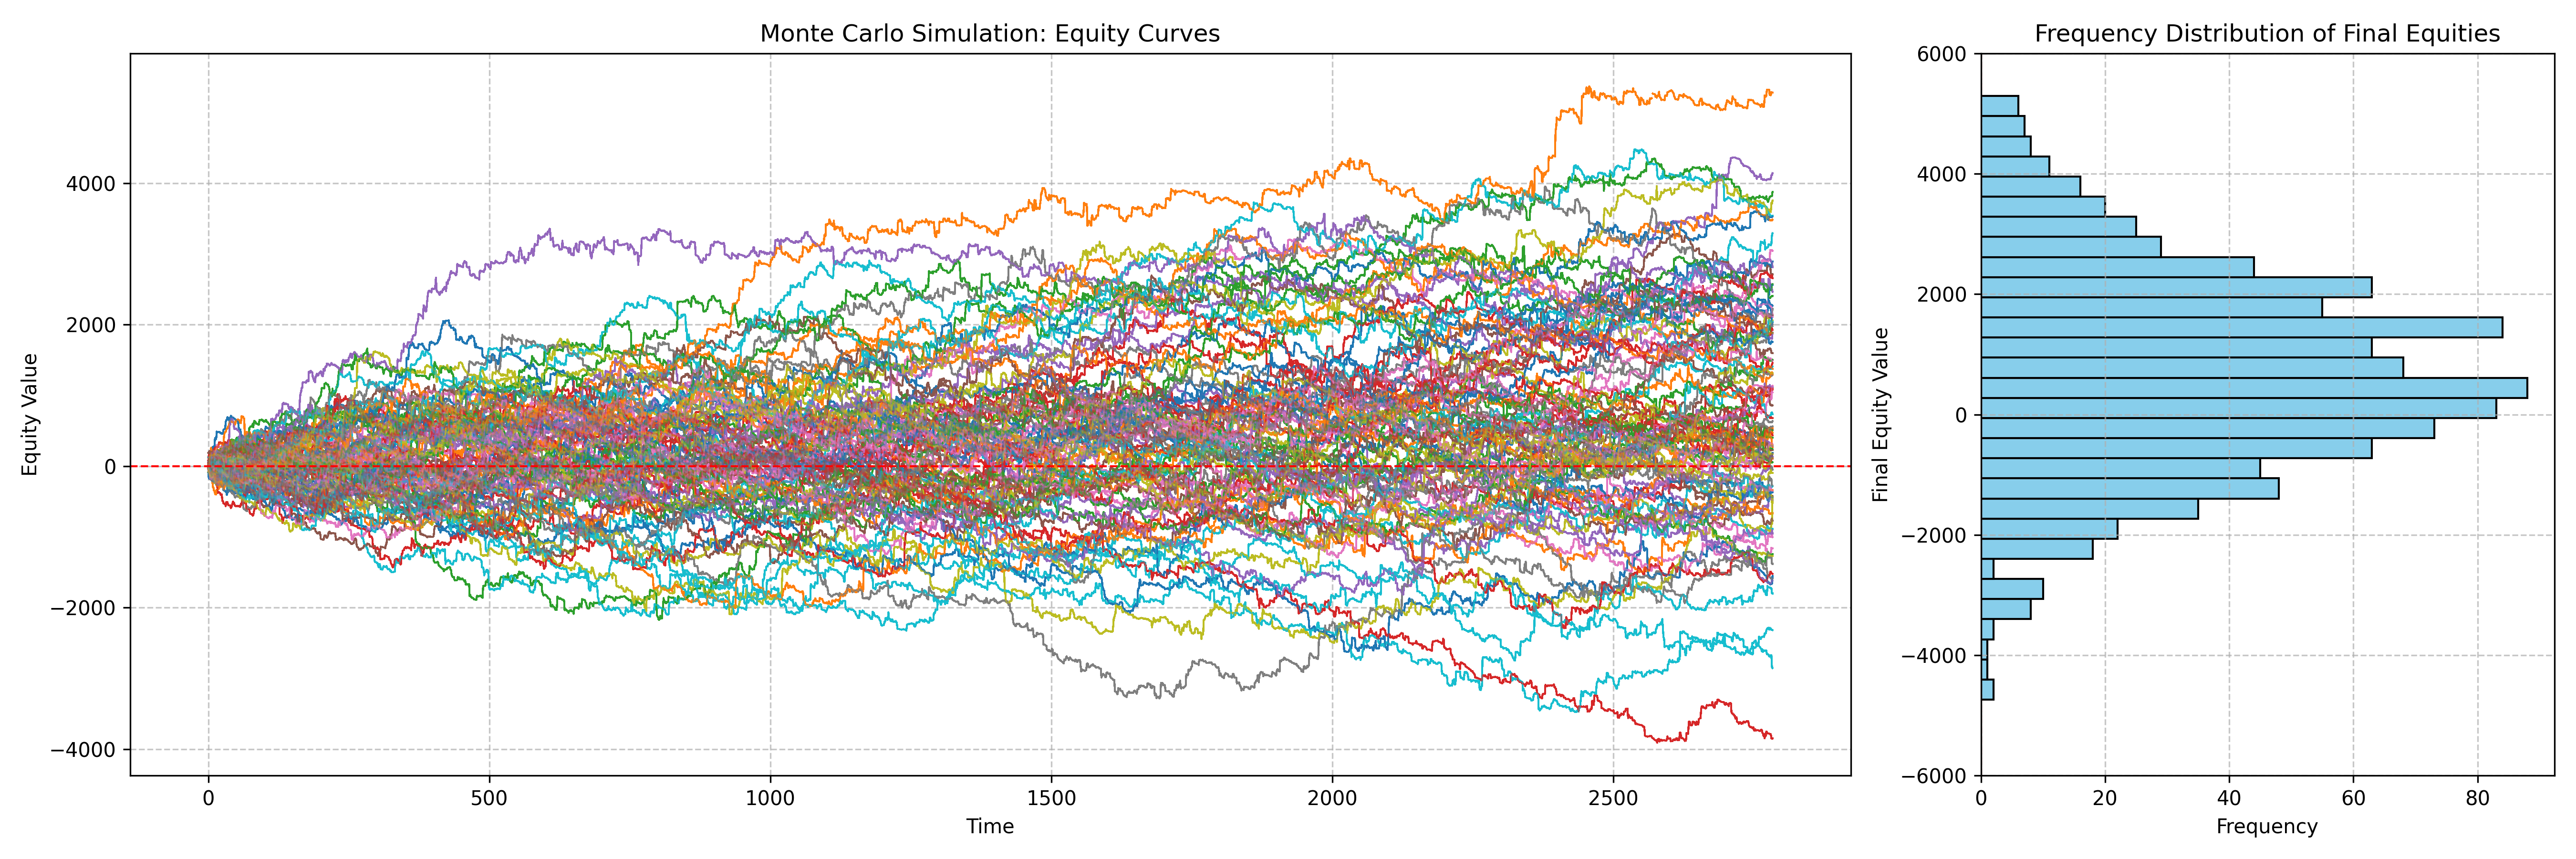 Monte Carlo Simulation: Equity Curves
Equity Value
4000
2000
0
−2000
−4000
0 500 1000 1500 2000 2500
Time
Frequency Distribution of Final Equities
Final Equity Value
6000
4000
2000
0
−2000
−4000
−6000
0 20 40 60 80
Frequency